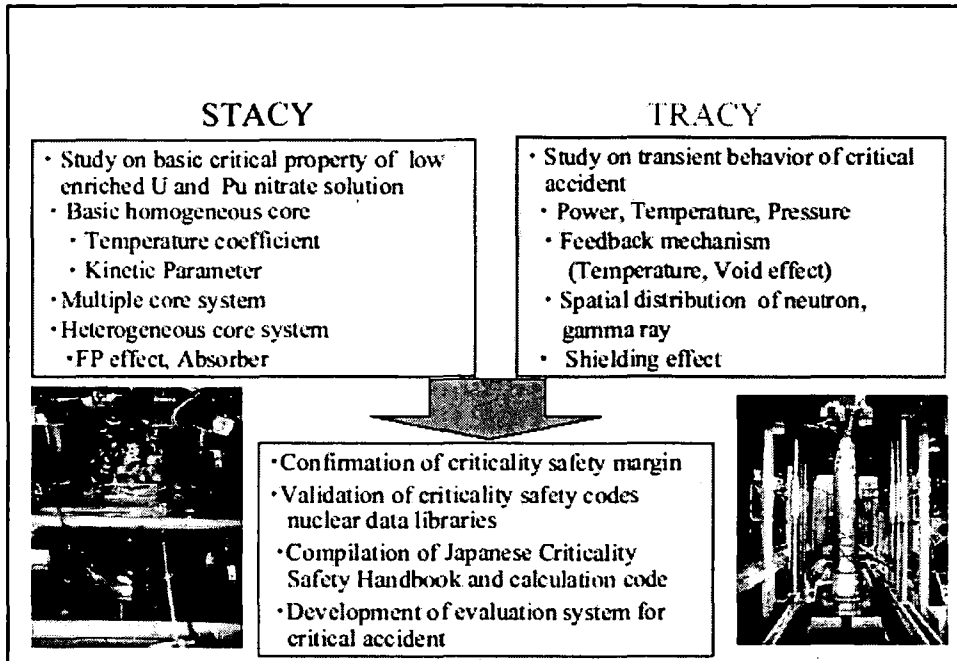 STACY
・Study on basic critical property of low
enriched U and Pu nitrate solution
・Basic homogeneous core
・Temperature coefficient
・Kinetic Parameter
・Multiple core system
・Heterogeneous core system
・FP effect, Absorber
TRACY
・Study on transient behavior of critical
accident
・Power, Temperature, Pressure
・Feedback mechanism
(Temperature, Void effect)
・Spatial distribution of neutron,
gamma ray
・Shielding effect
・Confirmation of criticality safety margin
・Validation of criticality safety codes
nuclear data libraries
・Compilation of Japanese Criticality
Safety Handbook and calculation code
・Development of evaluation system for
critical accident